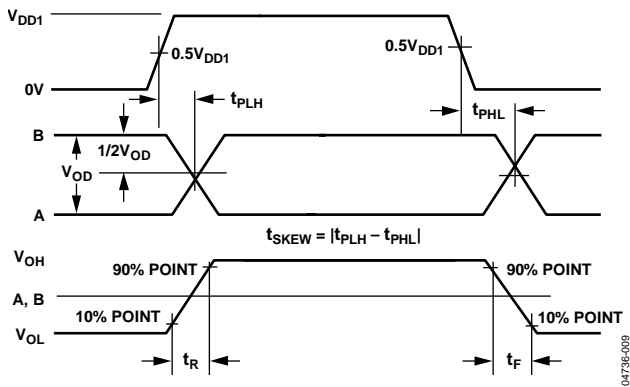 VDD1
0.5VDD1
0.5VDD1
0V
tPLH
tPHL
B
1/2VOD
VOD
A
tSKEW = |tPLH – tPHL|
VOH
90% POINT
90% POINT
A, B
10% POINT
10% POINT
VOL
tR
tF
04736-009